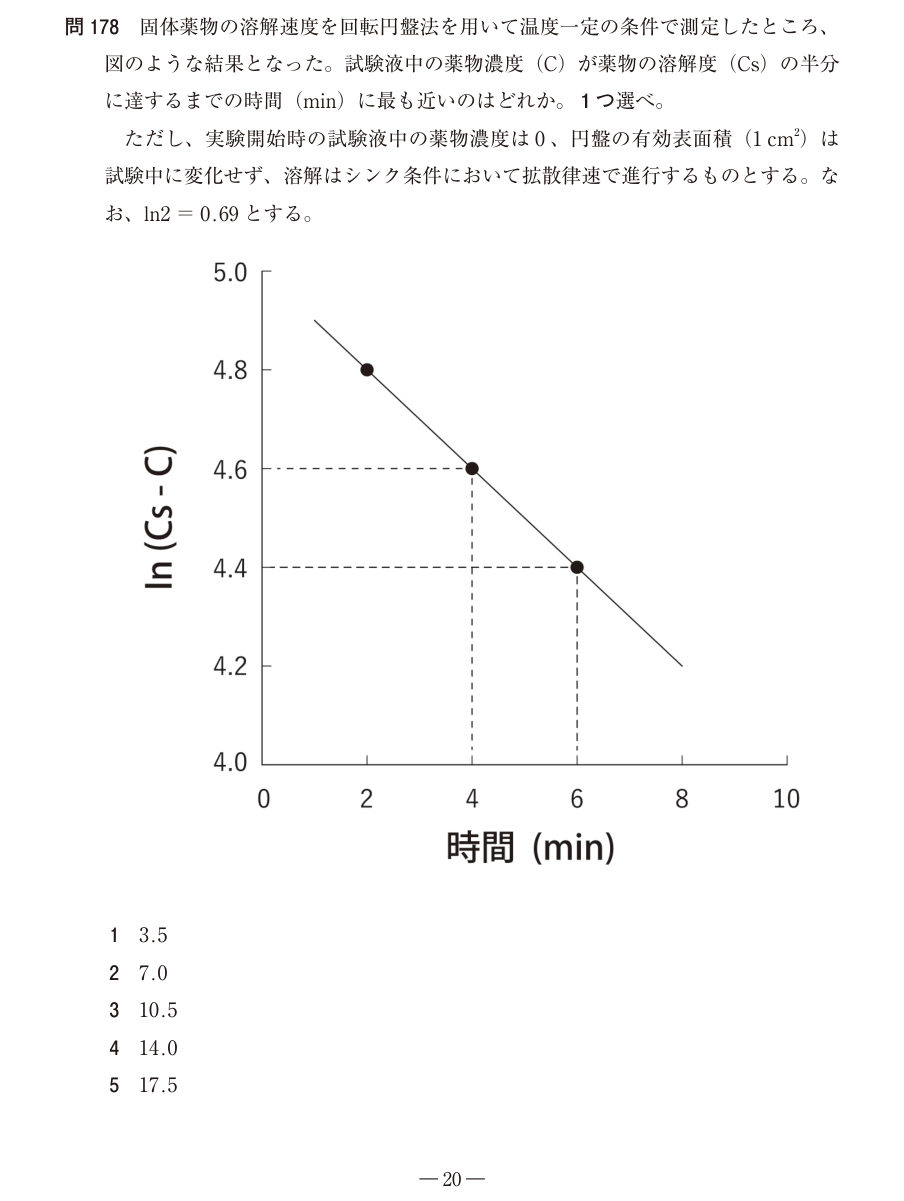 問 178 固体薬物の溶解速度を回転円盤法を用いて温度一定の条件で測定したところ、
図のような結果となった。試験液中の薬物濃度（C）が薬物の溶解度（Cs）の半分
に達するまでの時間（min）に最も近いのはどれか。1つ選べ。
ただし、実験開始時の試験液中の薬物濃度は 0 、円盤の有効表面積（1 cm²）は
試験中に変化せず、溶解はシンク条件において拡散律速で進行するものとする。な
お、ln2 = 0.69 とする。
5.0
4.8
4.6
4.4
4.2
4.0
ln (Cs - C)
0 2 4 6 8 10
時間 (min)
1 3.5
2 7.0
3 10.5
4 14.0
5 17.5
— 20 —